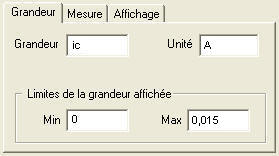 Grandeur Mesure Affichage
Grandeur ic Unité A
Limites de la grandeur affichée
Min 0 Max 0,015